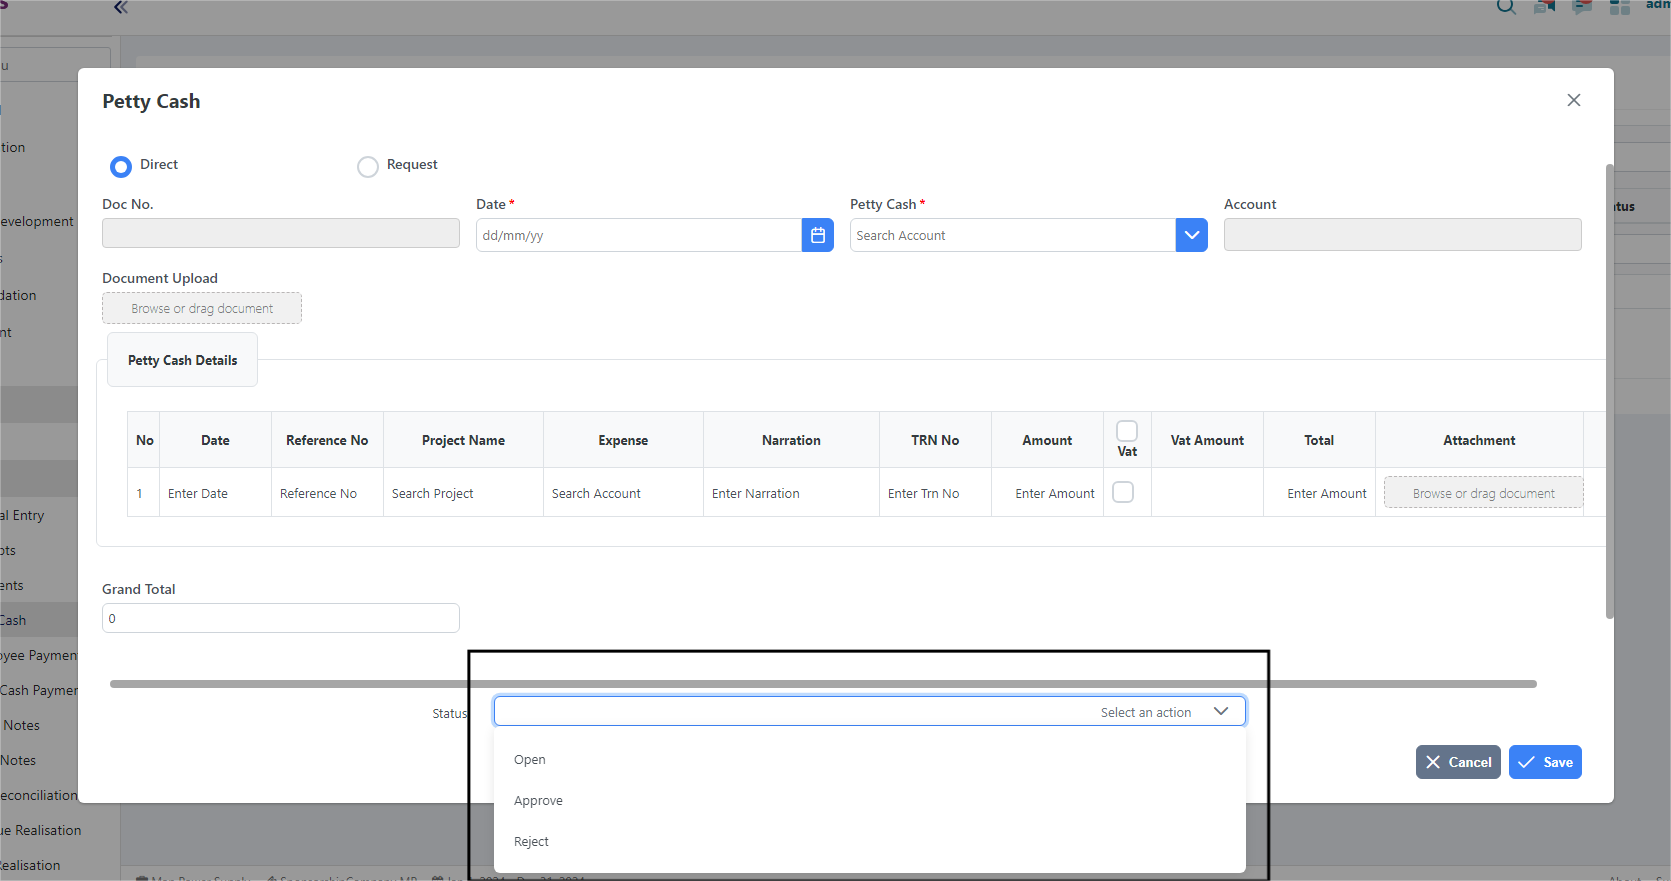 adm
u
Petty Cash
tion
Direct
Request
Doc No.
Date *
Petty Cash *
Account
tus
evelopment
dd/mm/yy
Search Account
s
Document Upload
dation
Browse or drag document
nt
Petty Cash Details
No Date Reference No Project Name Expense Narration TRN No Amount Vat Vat Amount Total Attachment
1 Enter Date Reference No Search Project Search Account Enter Narration Enter Trn No Enter Amount Enter Amount Browse or drag document
al Entry
ots
ents
Grand Total
0
Cash
oyee Paymen
Cash Paymen
Status
Select an action
Notes
Open
Notes
Cancel
Save
econciliation
Approve
ue Realisation
Reject
ealisation